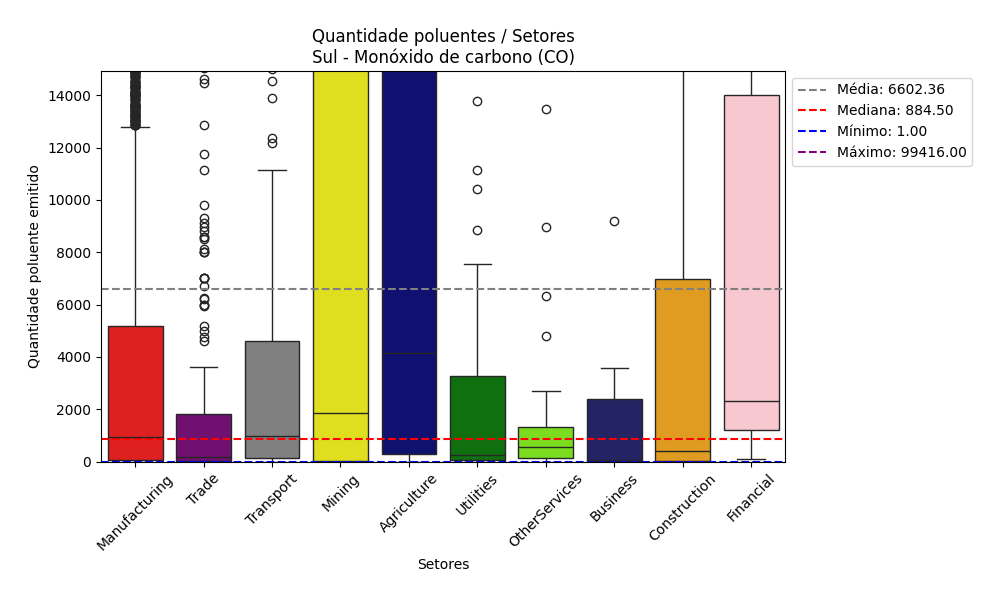 Quantidade poluentes / Setores
Sul - Monóxido de carbono (CO)
Quantidade poluente emitido
14000
12000
10000
8000
6000
4000
2000
0
Manufacturing
Trade
Transport
Mining
Agriculture
Utilities
OtherServices
Business
Construction
Financial
Setores
Média: 6602.36
Mediana: 884.50
Mínimo: 1.00
Máximo: 99416.00